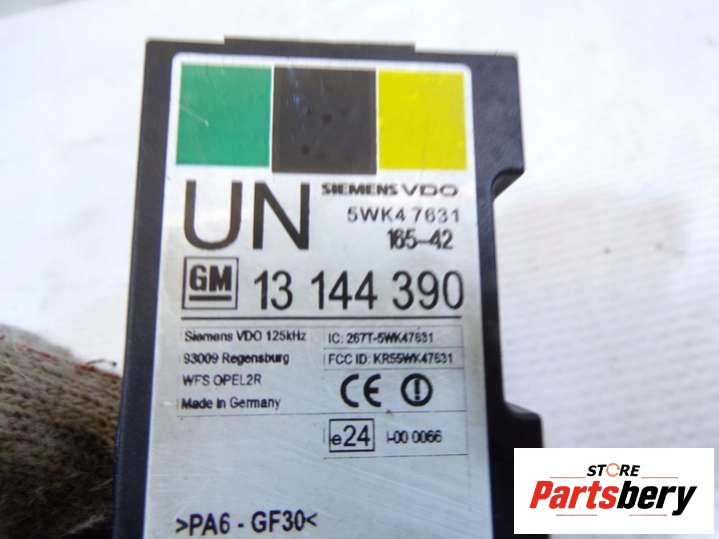 UN
SIEMENS VDO
5WK4 7631
165-42
GM 13 144 390
Siemens VDO 125kHz
93009 Regensburg
WFS OPEL2R
Made in Germany
IC: 267T-5WK47631
FCC ID: KR55WK47631
CE
e24 I-00 0066
>PA6 - GF30<
STORE
Partsbery